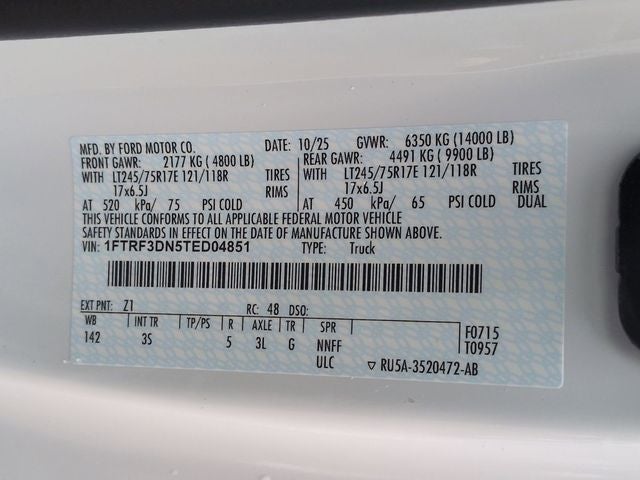 MFD. BY FORD MOTOR CO. DATE: 10/25 GVWR: 6350 KG (14000 LB)
FRONT GAWR: 2177 KG ( 4800 LB) REAR GAWR: 4491 KG ( 9900 LB)
WITH LT245/75R17E 121/118R TIRES WITH LT245/75R17E 121/118R TIRES
17x6.5J RIMS 17x6.5J RIMS
AT 520 kPa/ 75 PSI COLD AT 450 kPa/ 65 PSI COLD DUAL
THIS VEHICLE CONFORMS TO ALL APPLICABLE FEDERAL MOTOR VEHICLE
SAFETY STANDARDS IN EFFECT ON THE DATE OF MANUFACTURE SHOWN ABOVE.
VIN: 1FTRF3DN5TED04851 TYPE: Truck
EXT PNT: Z1 RC: 48 DSO:
WB INT TR TP/PS R AXLE TR SPR F0715
142 3S 5 3L G NNFF T0957
ULC ▽ RU5A-3520472-AB